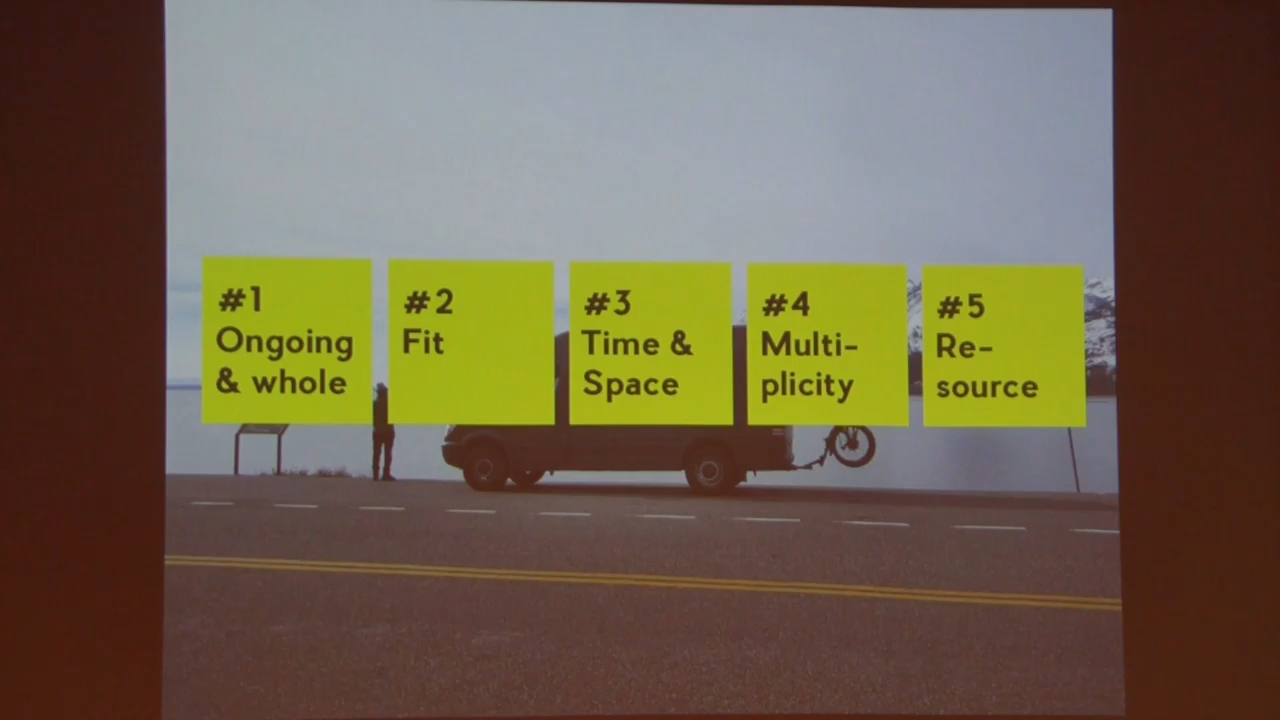 #1
Ongoing
& whole
#2
Fit
#3
Time &
Space
#4
Multi-
plicity
#5
Re-
source